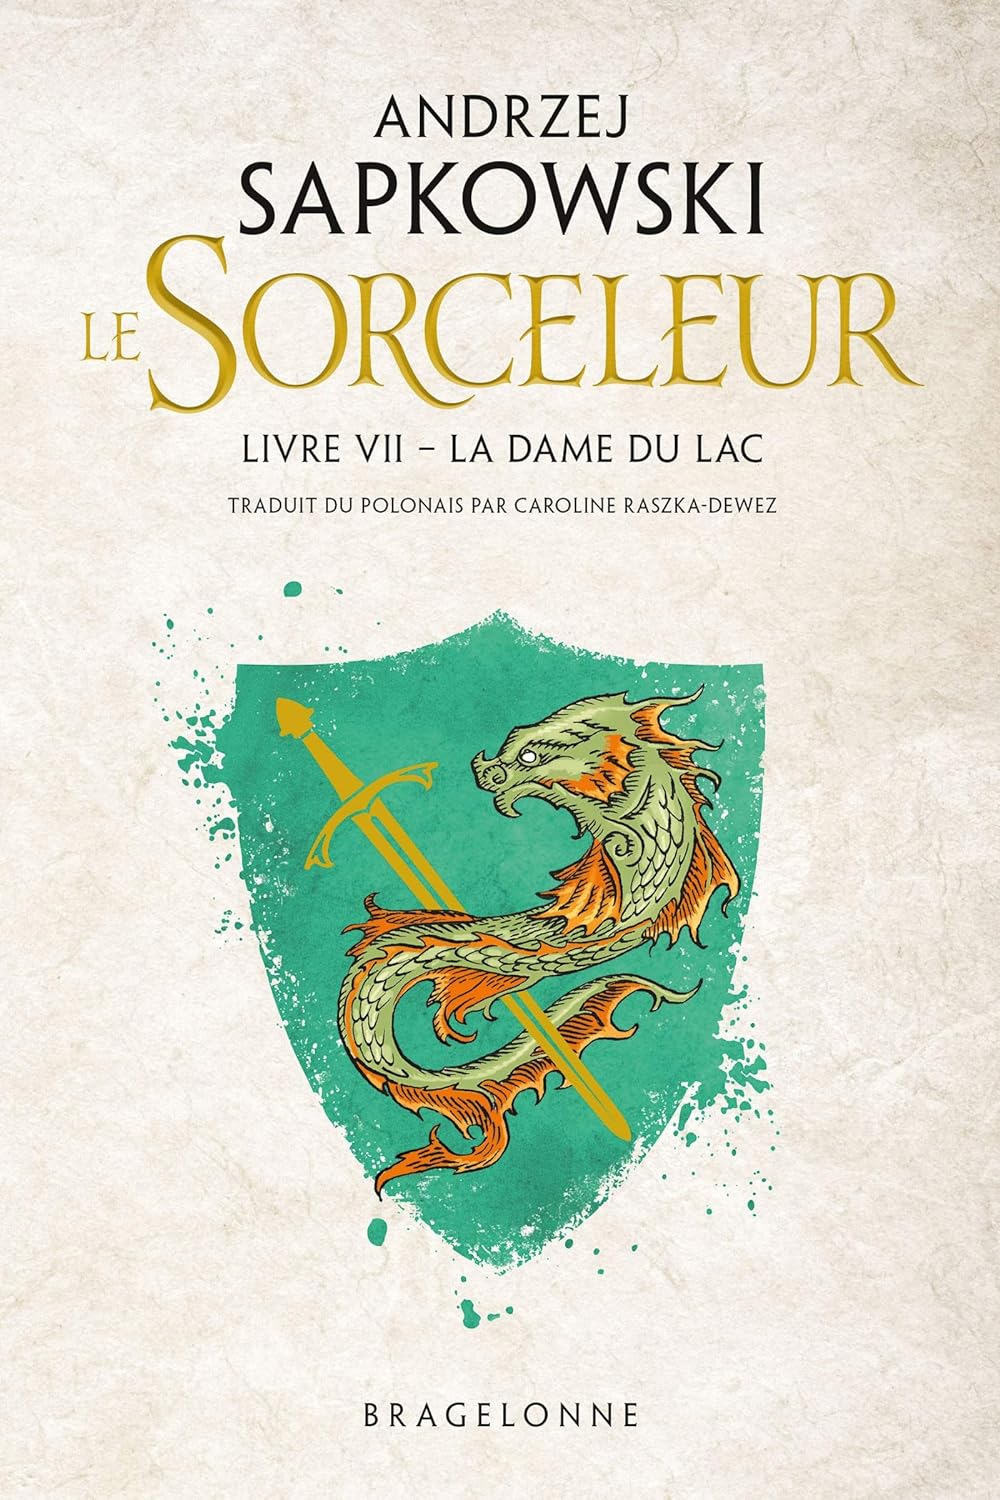 ANDRZEJ
SAPKOWSKI
LE SORCELEUR
LIVRE VII – LA DAME DU LAC
TRADUIT DU POLONAIS PAR CAROLINE RASZKA-DEWEZ
BRAGELONNE